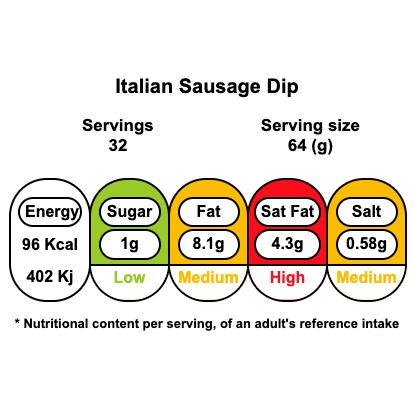 Italian Sausage Dip
Servings
32
Serving size
64 (g)
Energy
96 Kcal
402 Kj
Sugar
1g
Low
Fat
8.1g
Medium
Sat Fat
4.3g
High
Salt
0.58g
Medium
* Nutritional content per serving, of an adult's reference intake